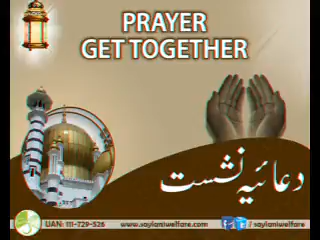 PRAYER
GET TOGETHER
دعائیہ نشست
UAN: 111-729-526
www.saylaniwelfare.com
/saylaniwelfare